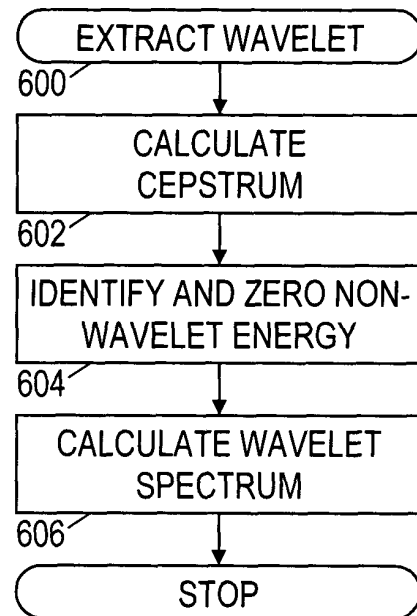 EXTRACT WAVELET
600
CALCULATE
CEPSTRUM
602
IDENTIFY AND ZERO NON-
WAVELET ENERGY
604
CALCULATE WAVELET
SPECTRUM
606
STOP